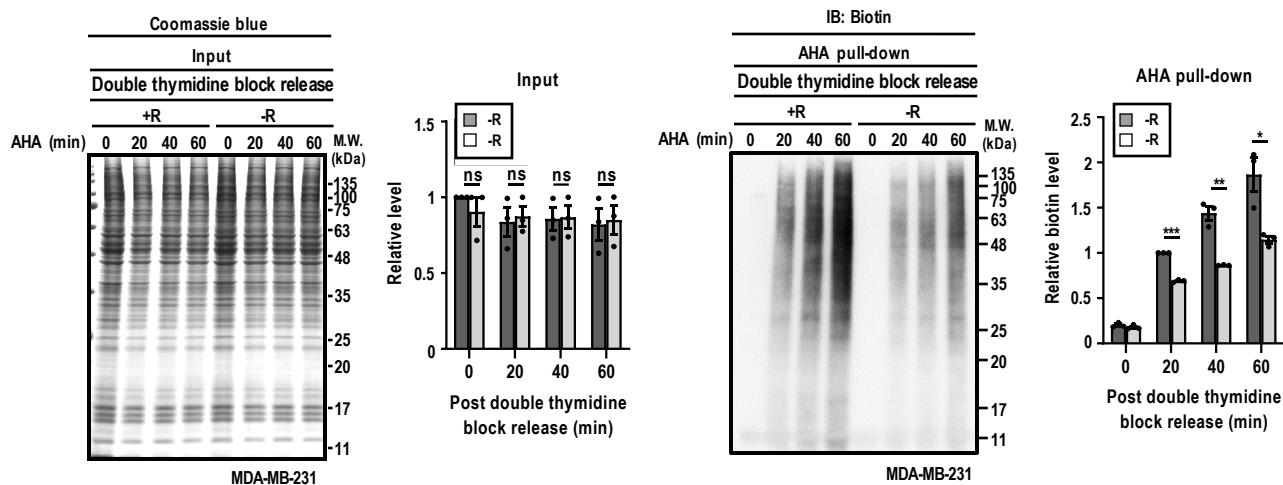 Coomassie blue
Input
Double thymidine block release
+R -R
AHA (min) 0 20 40 60 0 20 40 60 M.W. (kDa)
135
100
75
63
48
35
25
20
17
11
MDA-MB-231
Input
-R
-R
Relative level
1.5
1
0.5
0
ns ns ns ns
0 20 40 60
Post double thymidine
block release (min)
IB: Biotin
AHA pull-down
Double thymidine block release
+R -R
AHA (min) 0 20 40 60 0 20 40 60 M.W. (kDa)
135
100
75
63
48
35
25
20
17
11
MDA-MB-231
AHA pull-down
-R
-R
Relative biotin level
2.5
2
1.5
1
0.5
0
*** ** *
0 20 40 60
Post double thymidine
block release (min)